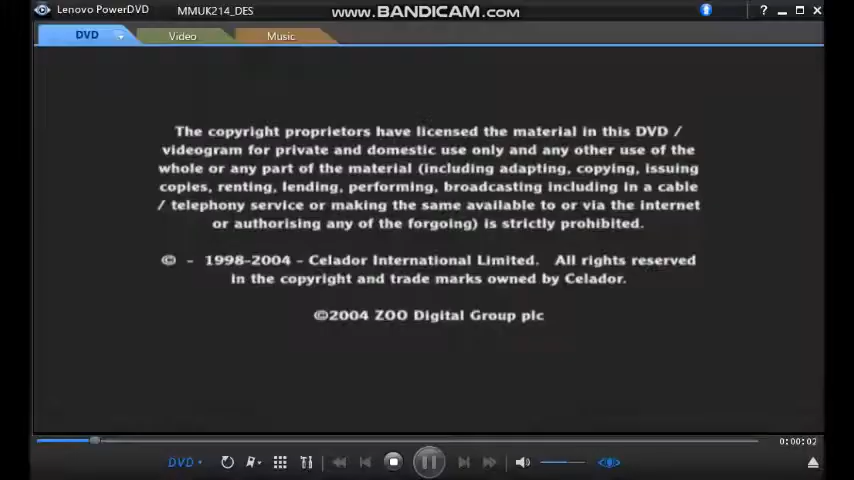 Lenovo PowerDVD MMUK214_DES www.BANDICAM.com ?
DVD Video Music
The copyright proprietors have licensed the material in this DVD /
videogram for private and domestic use only and any other use of the
whole or any part of the material (including adapting, copying, issuing
copies, renting, lending, performing, broadcasting including in a cable
/ telephony service or making the same available to or via the internet
or authorising any of the forgoing) is strictly prohibited.
© - 1998-2004 - Celador International Limited. All rights reserved
in the copyright and trade marks owned by Celador.
©2004 ZOO Digital Group plc
0:00:02
DVD